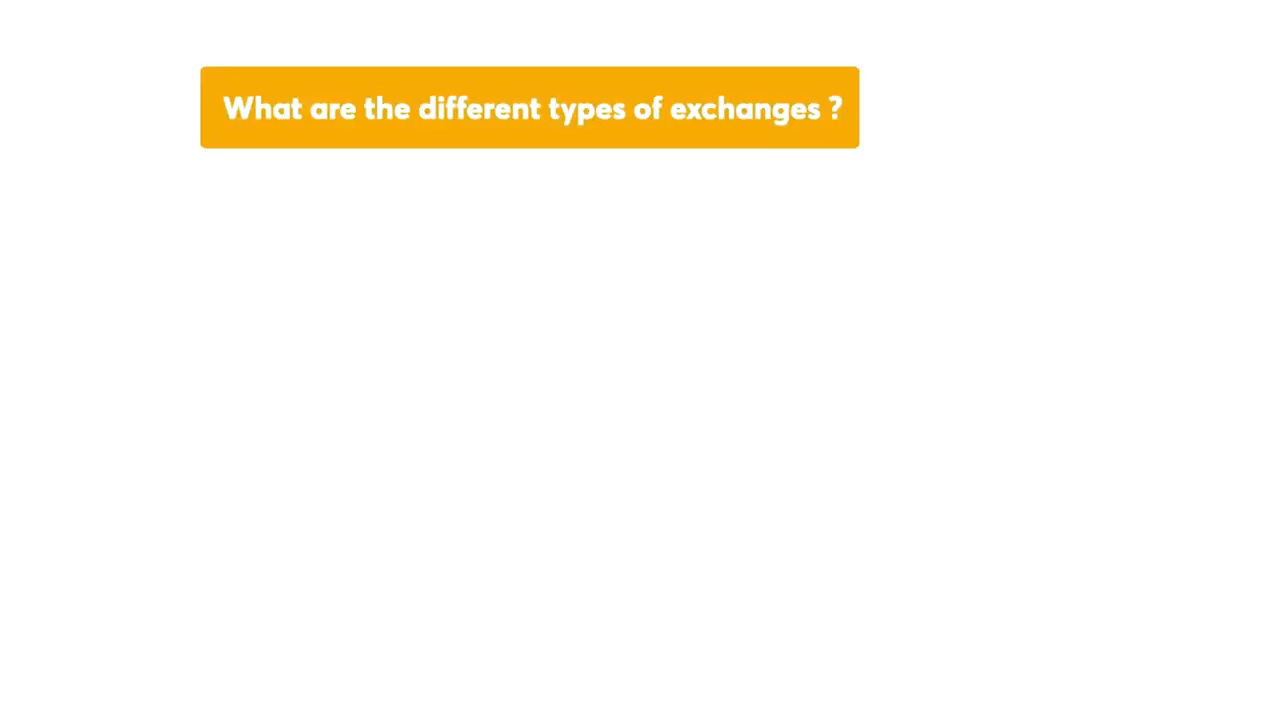 What are the different types of exchanges ?